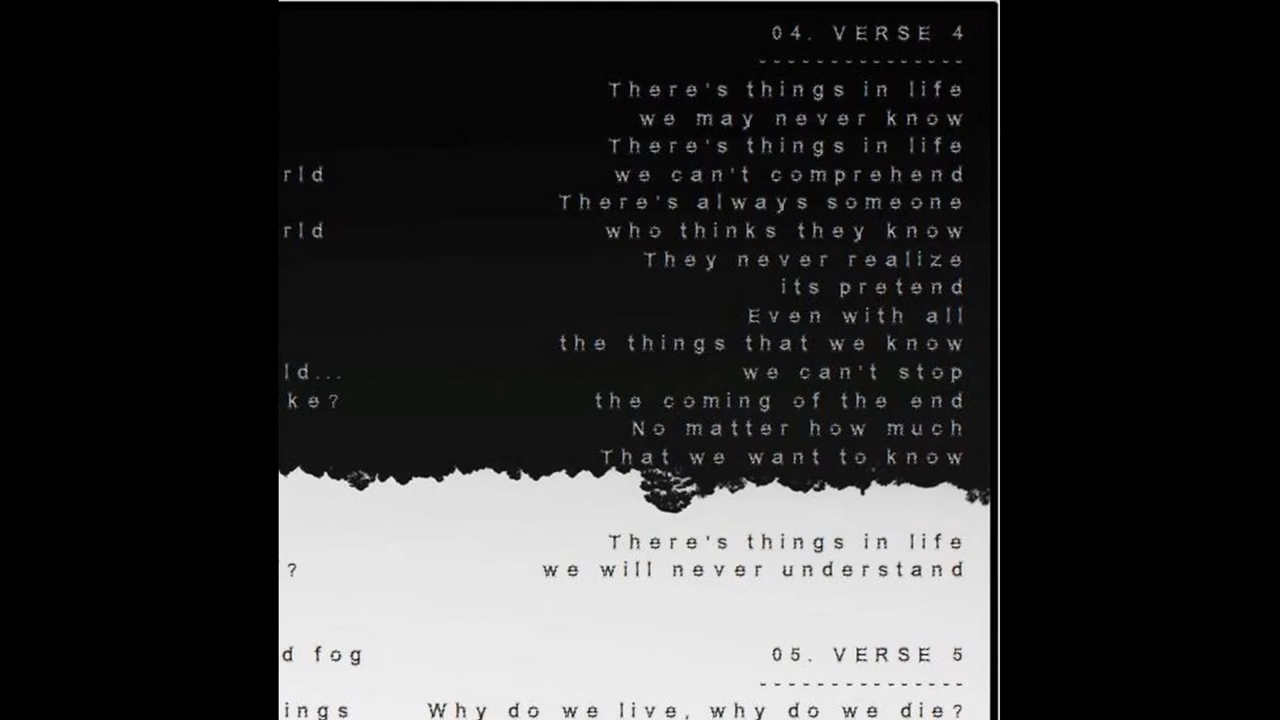 04. VERSE 4
---------------
There's things in life
we may never know
There's things in life
we can't comprehend
There's always someone
who thinks they know
They never realize
its pretend
Even with all
the things that we know
we can't stop
the coming of the end
No matter how much
That we want to know
There's things in life
we will never understand
05. VERSE 5
---------------
Why do we live, why do we die?
rld
rld
ld...
ke?
?
d fog
ings